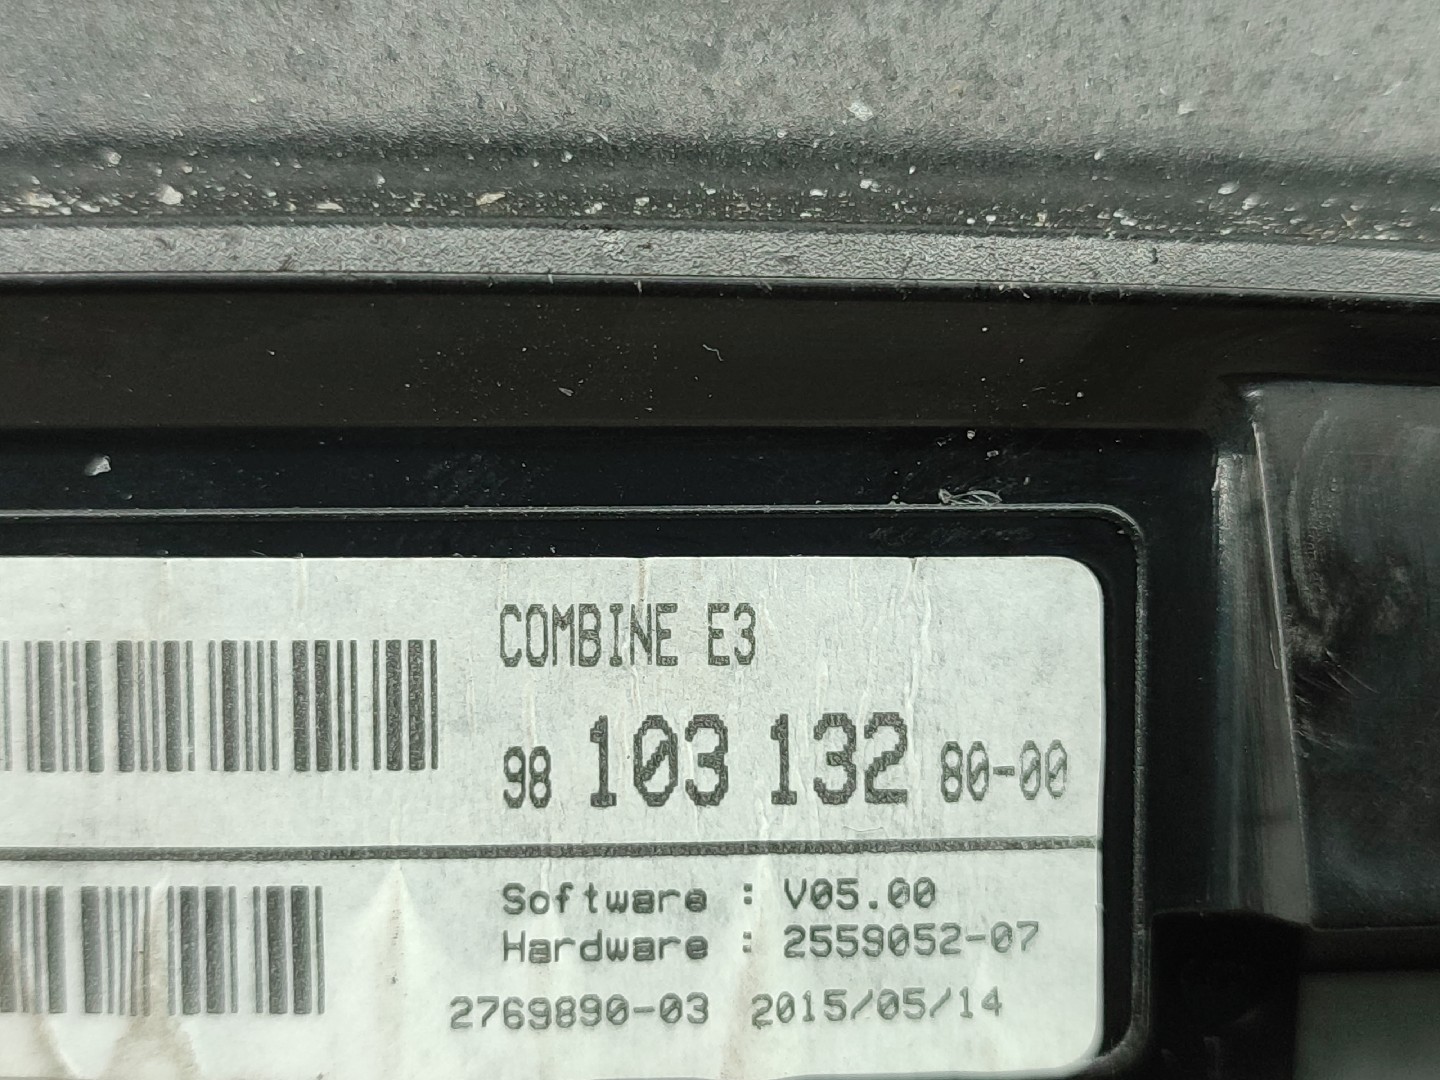 COMBINE E3
98 103 132 80-00
Software : V05.00
Hardware : 2559052-07
2769890-03 2015/05/14